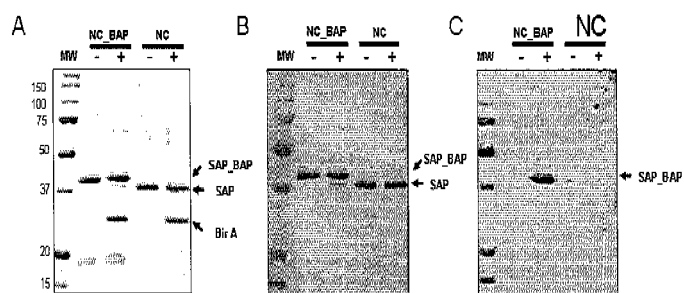 A
NC_BAP NC
MW - + - +
150
100
75
50
37
20
15
SAP_BAP
SAP
Bir A
B
NC_BAP NC
MW - + - +
SAP_BAP
SAP
C
NC_BAP NC
MW - + - +
SAP_BAP